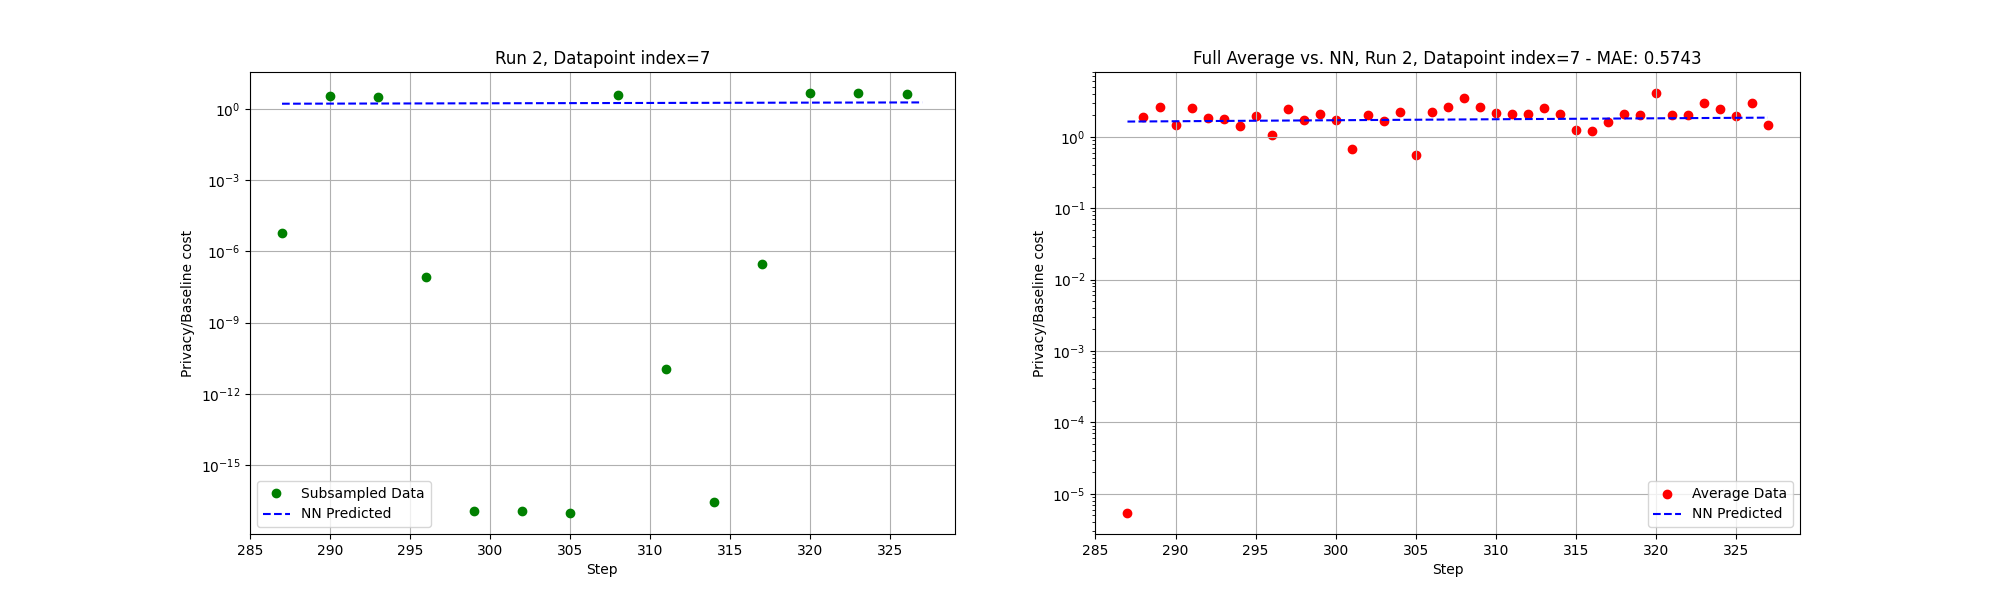 Run 2, Datapoint index=7
Privacy/Baseline cost
10^0
10^−3
10^−6
10^−9
10^−12
10^−15
Subsampled Data
NN Predicted
285 290 295 300 305 310 315 320 325
Step
Full Average vs. NN, Run 2, Datapoint index=7 - MAE: 0.5743
Privacy/Baseline cost
10^0
10^−1
10^−2
10^−3
10^−4
10^−5
Average Data
NN Predicted
285 290 295 300 305 310 315 320 325
Step